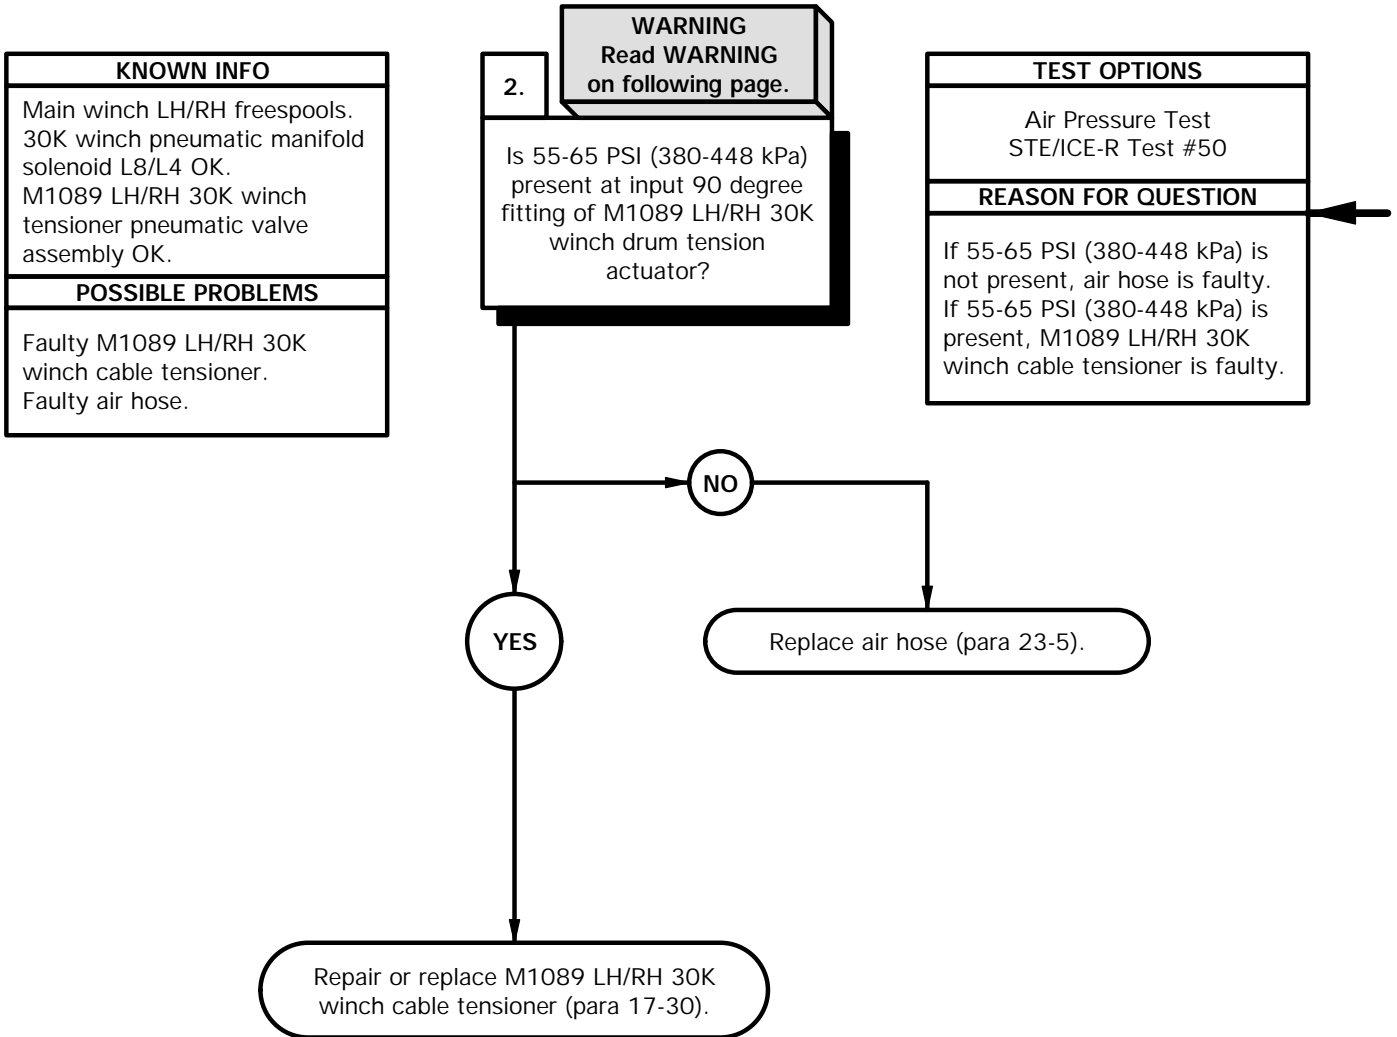 KNOWN INFO
Main winch LH/RH freespools.
30K winch pneumatic manifold
solenoid L8/L4 OK.
M1089 LH/RH 30K winch
tensioner pneumatic valve
assembly OK.
POSSIBLE PROBLEMS
Faulty M1089 LH/RH 30K
winch cable tensioner.
Faulty air hose.
WARNING
Read WARNING
on following page.
2.
Is 55-65 PSI (380-448 kPa)
present at input 90 degree
fitting of M1089 LH/RH 30K
winch drum tension
actuator?
TEST OPTIONS
Air Pressure Test
STE/ICE-R Test #50
REASON FOR QUESTION
If 55-65 PSI (380-448 kPa) is
not present, air hose is faulty.
If 55-65 PSI (380-448 kPa) is
present, M1089 LH/RH 30K
winch cable tensioner is faulty.
NO
YES
Replace air hose (para 23-5).
Repair or replace M1089 LH/RH 30K
winch cable tensioner (para 17-30).